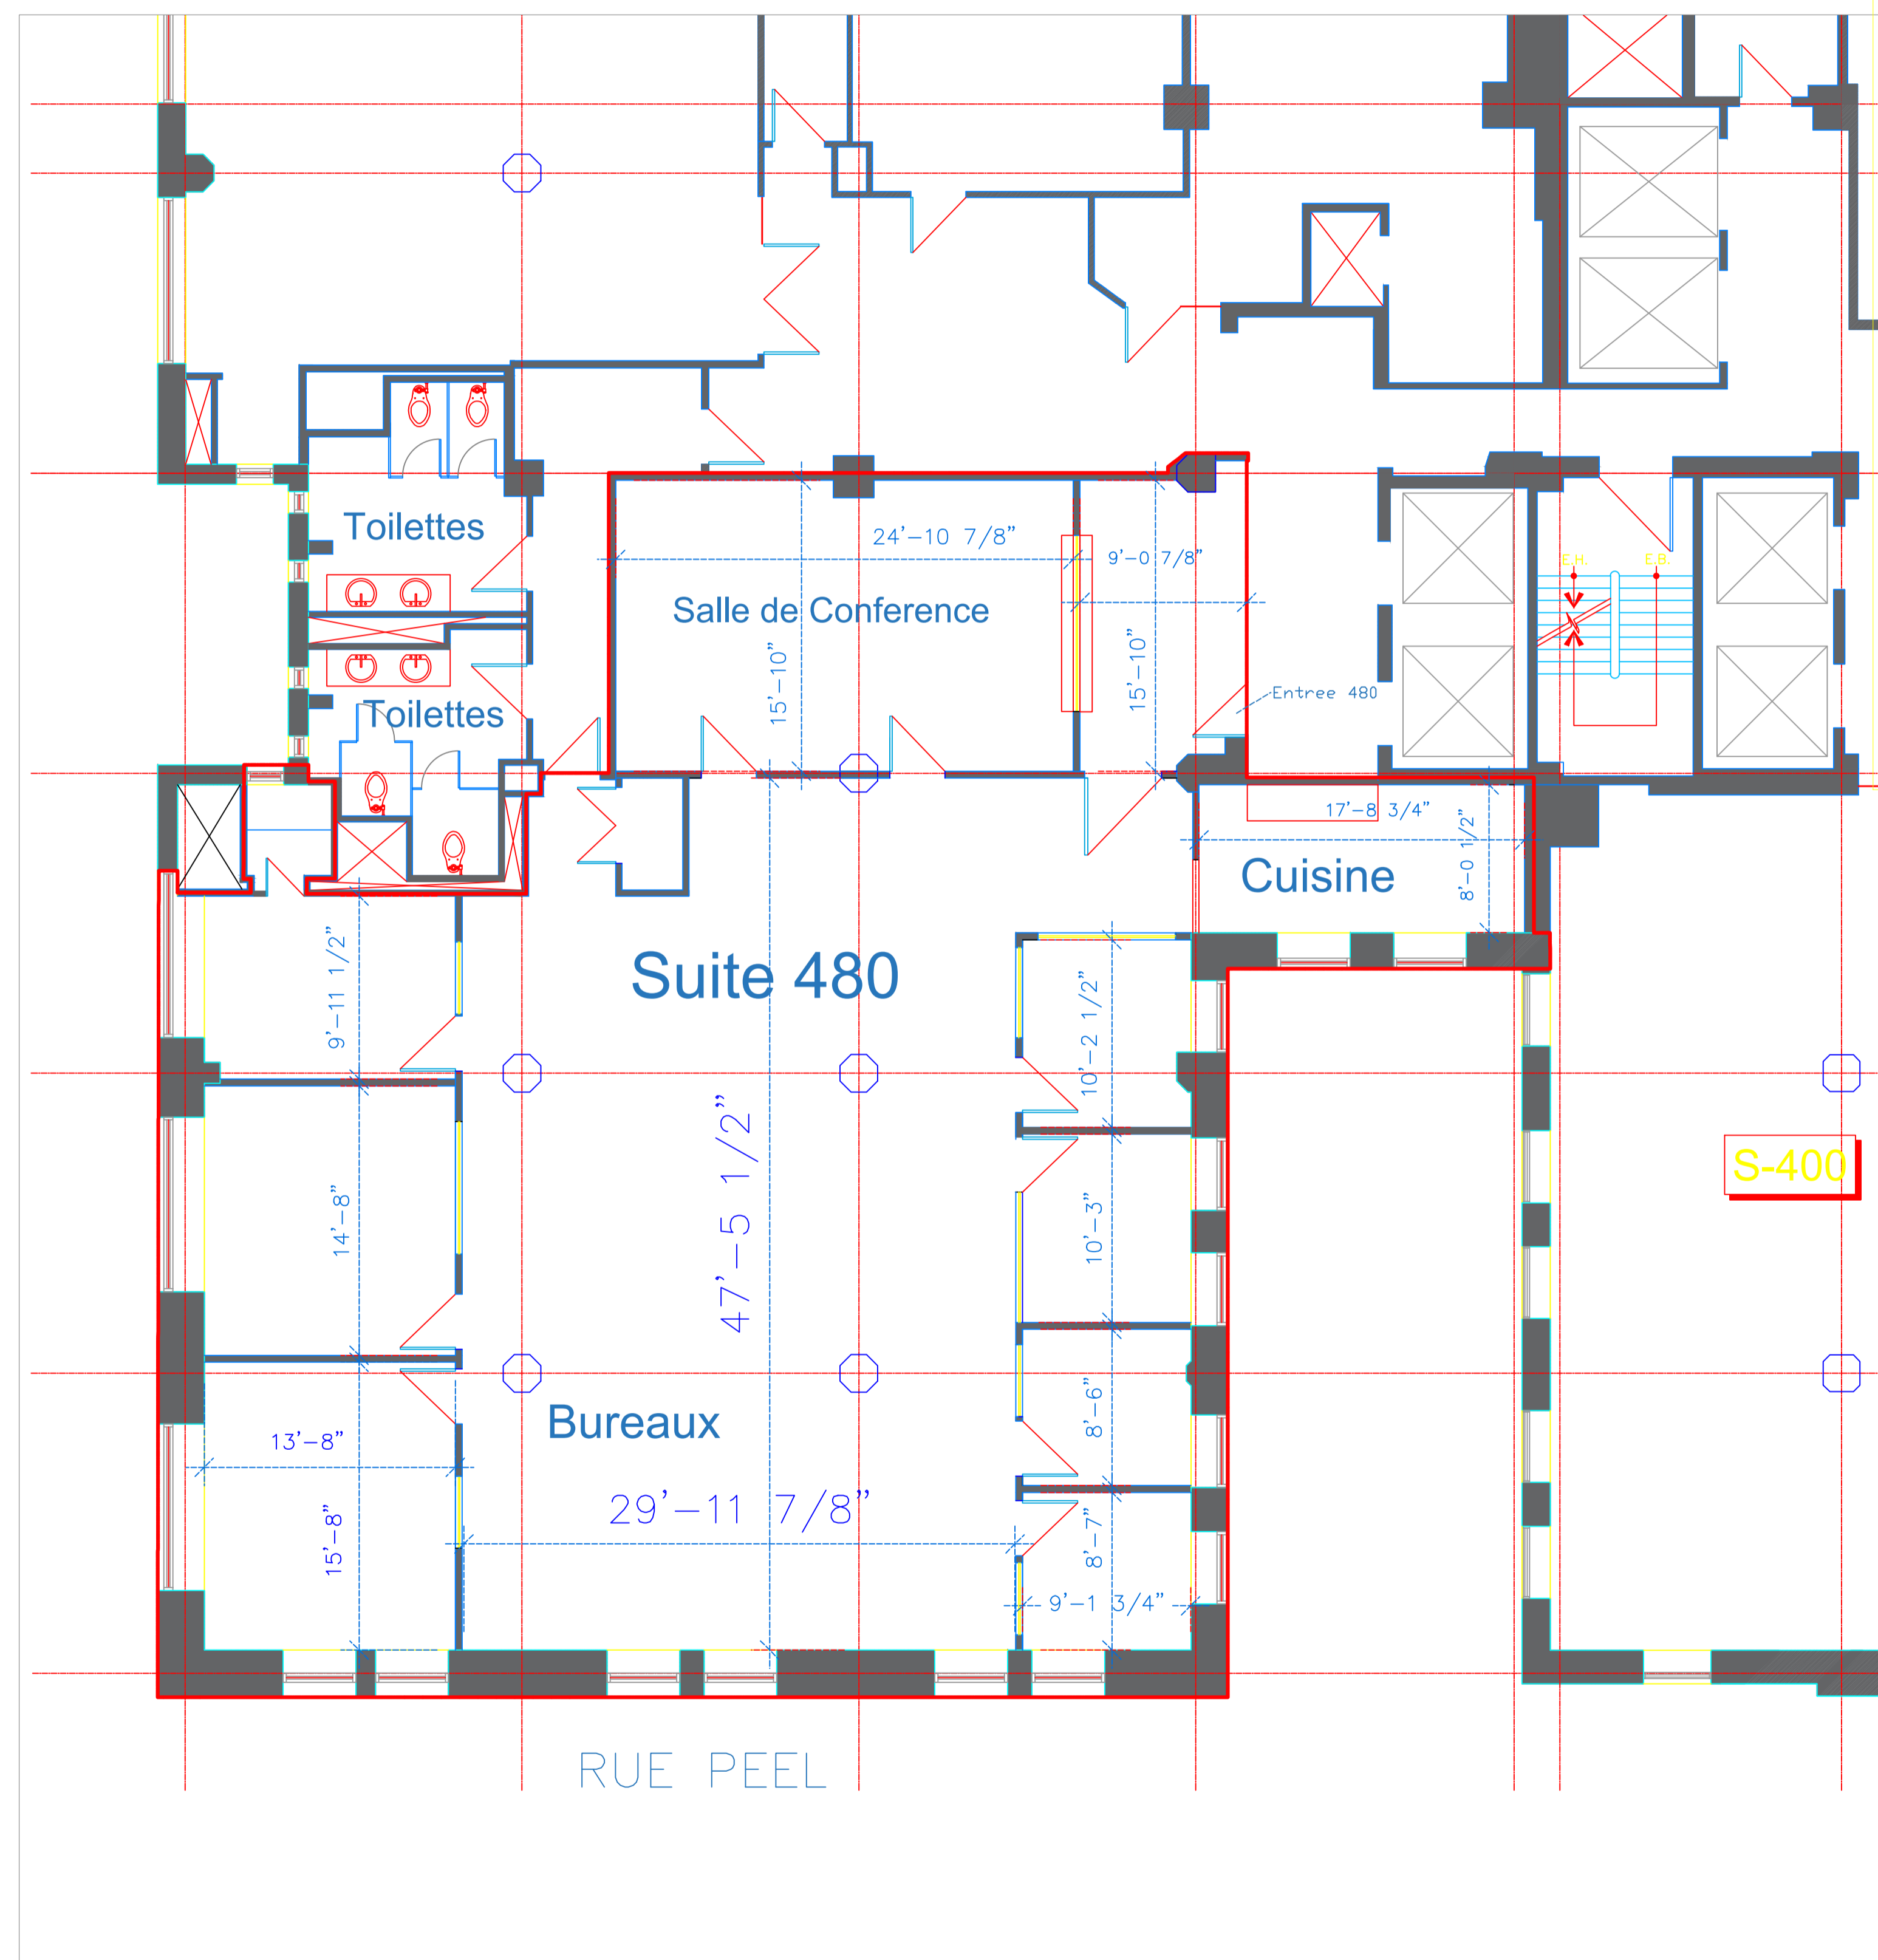 Toilettes
24’-10 7/8”
9’-0 7/8”
E.H.
E.B.
Salle de Conference
15’-10”
15’-10”
Entree 480
Toilettes
17’-8 3/4”
8’-0 1/2”
Cuisine
9’-11 1/2”
Suite 480
10’-2 1/2”
47’-5 1/2”
S-400
14’-8”
10’-3”
8’-6”
Bureaux
13’-8”
29’-11 7/8”
15’-8”
8’-7”
9’-1 3/4”
RUE PEEL